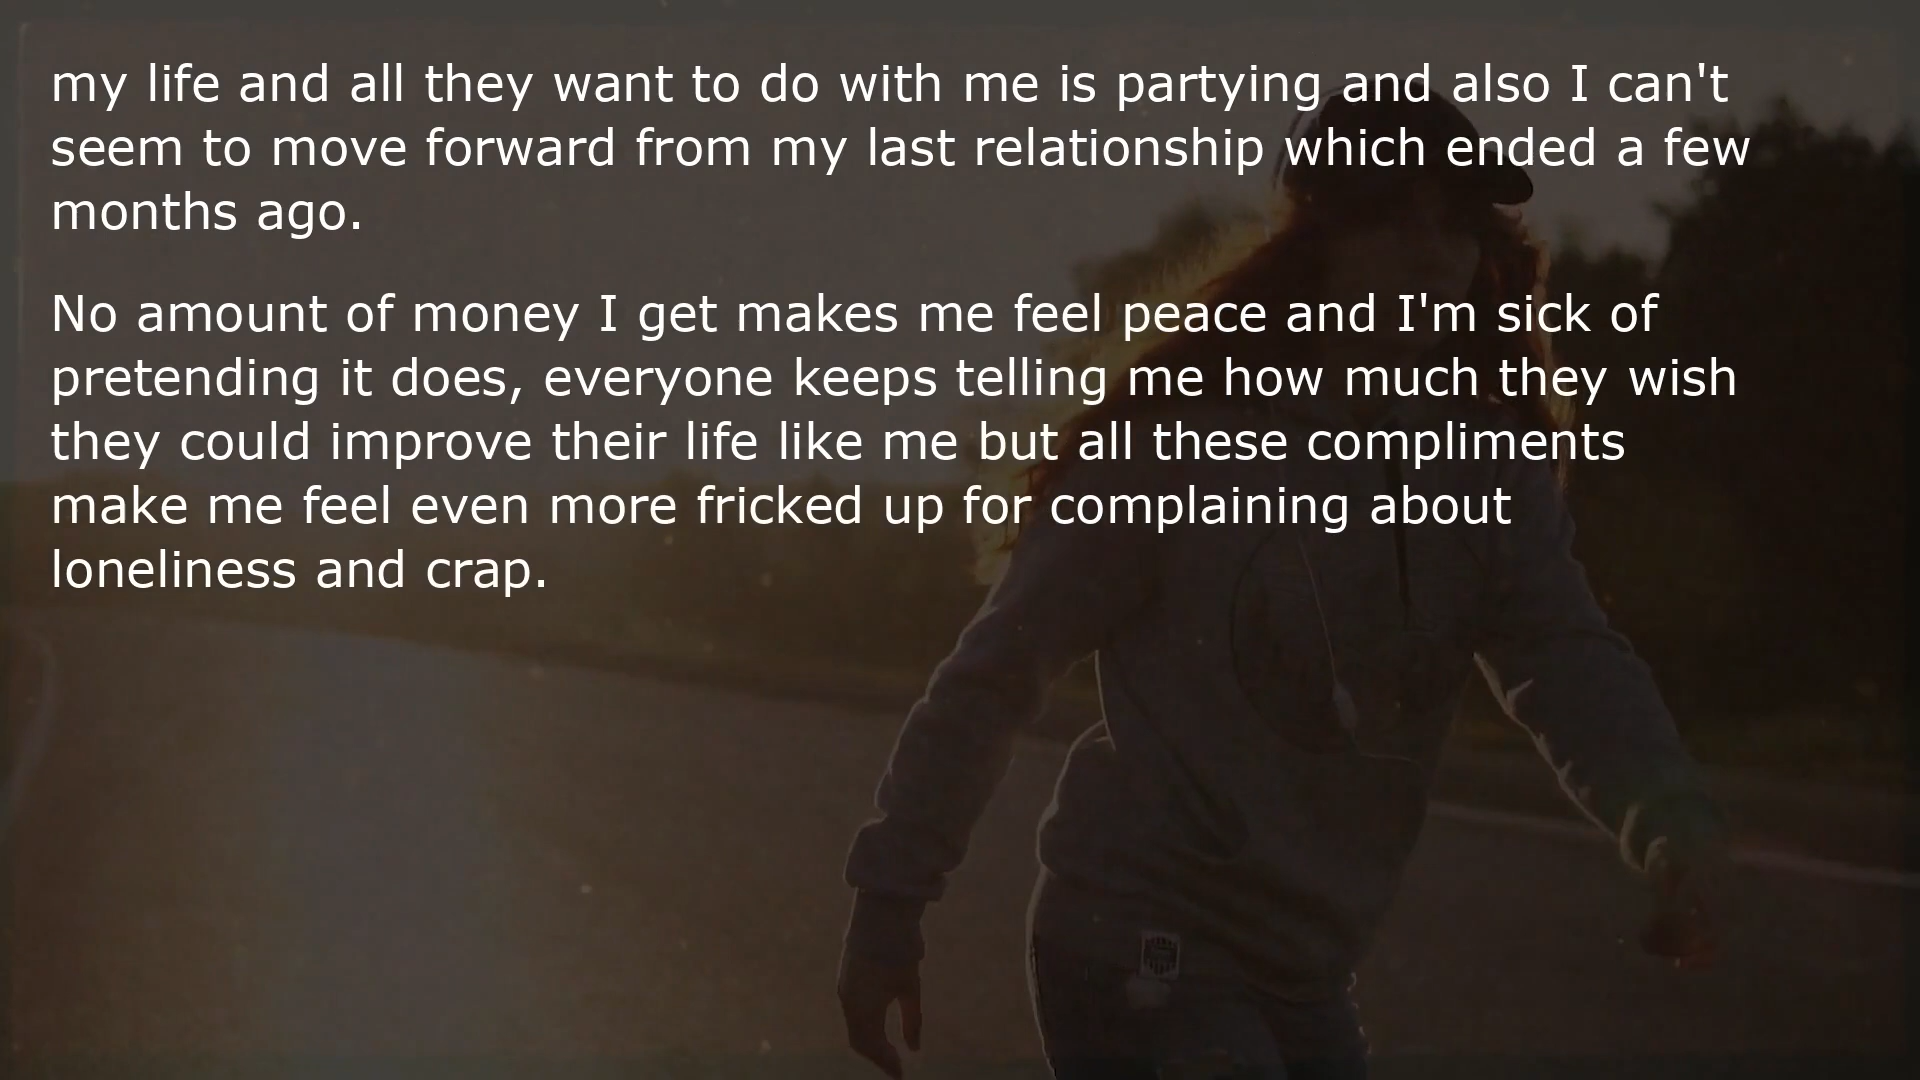 my life and all they want to do with me is partying and also I can't
seem to move forward from my last relationship which ended a few
months ago.
No amount of money I get makes me feel peace and I'm sick of
pretending it does, everyone keeps telling me how much they wish
they could improve their life like me but all these compliments
make me feel even more fricked up for complaining about
loneliness and crap.